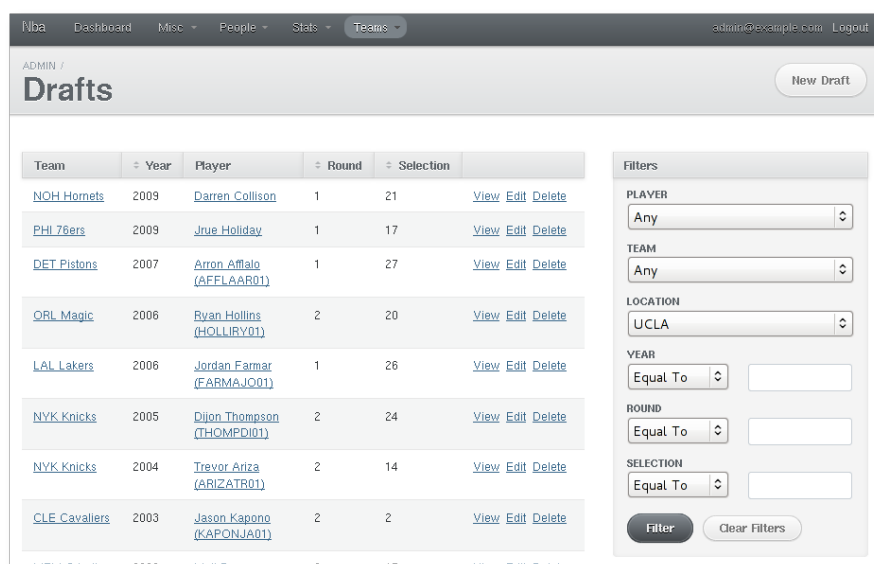 Nba Dashboard Misc People Stats Teams admin@example.com Logout
ADMIN /
Drafts
New Draft
Team Year Player Round Selection
NOH Hornets 2009 Darren Collison 1 21 View Edit Delete
PHI 76ers 2009 Jrue Holiday 1 17 View Edit Delete
DET Pistons 2007 Arron Afflalo 1 27 View Edit Delete
(AFFLAAR01)
ORL Magic 2006 Ryan Hollins 2 20 View Edit Delete
(HOLLIRY01)
LAL Lakers 2006 Jordan Farmar 1 26 View Edit Delete
(FARMAJO01)
NYK Knicks 2005 Dijon Thompson 2 24 View Edit Delete
(THOMPDI01)
NYK Knicks 2004 Trevor Ariza 2 14 View Edit Delete
(ARIZATR01)
CLE Cavaliers 2003 Jason Kapono 2 2 View Edit Delete
(KAPONJA01)
Filters
PLAYER
Any
TEAM
Any
LOCATION
UCLA
YEAR
Equal To
ROUND
Equal To
SELECTION
Equal To
Filter Clear Filters